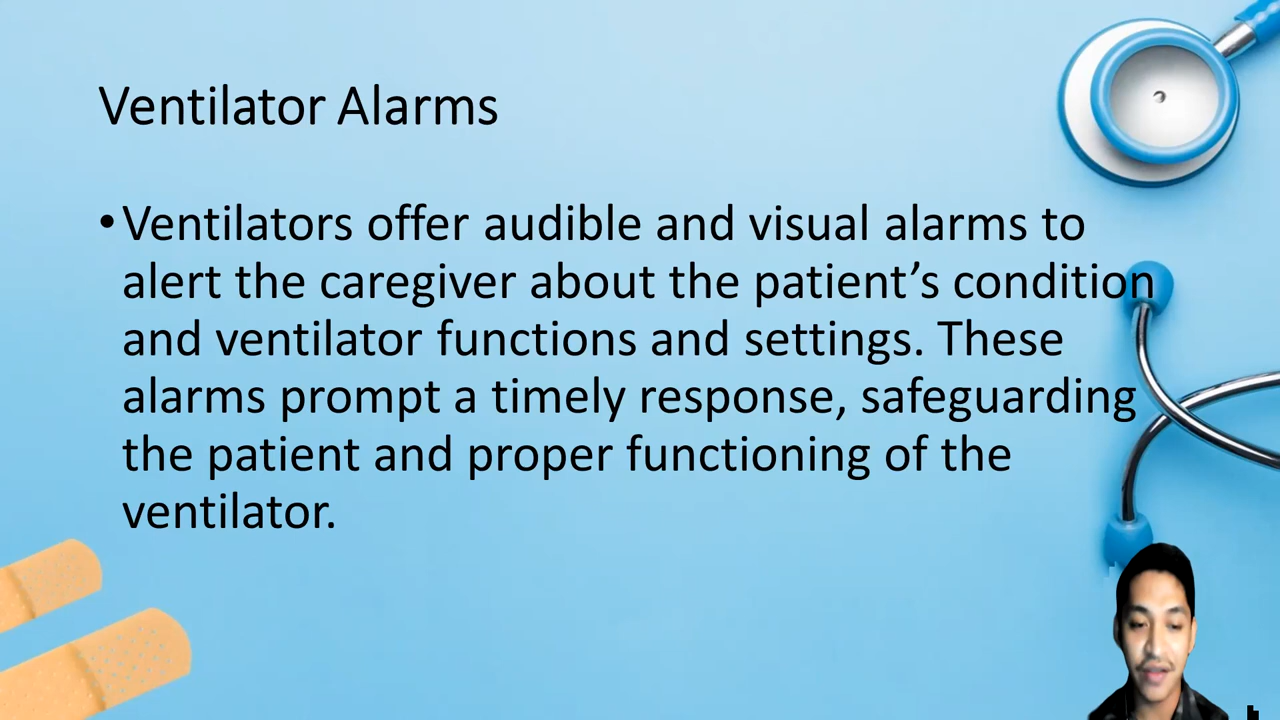 Ventilator Alarms
•Ventilators offer audible and visual alarms to
alert the caregiver about the patient’s condition
and ventilator functions and settings. These
alarms prompt a timely response, safeguarding
the patient and proper functioning of the
ventilator.